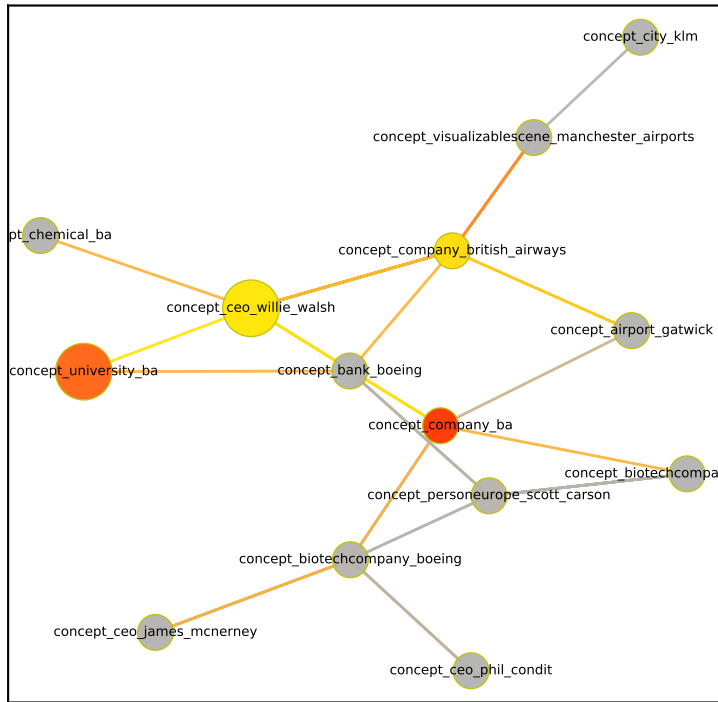 concept_city_klm
concept_visualizablescene_manchester_airports
pt_chemical_ba
concept_company_british_airways
concept_ceo_willie_walsh
concept_airport_gatwick
concept_university_ba
concept_bank_boeing
concept_company_ba
concept_biotechcompa
concept_personeurope_scott_carson
concept_biotechcompany_boeing
concept_ceo_james_mcnerney
concept_ceo_phil_condit